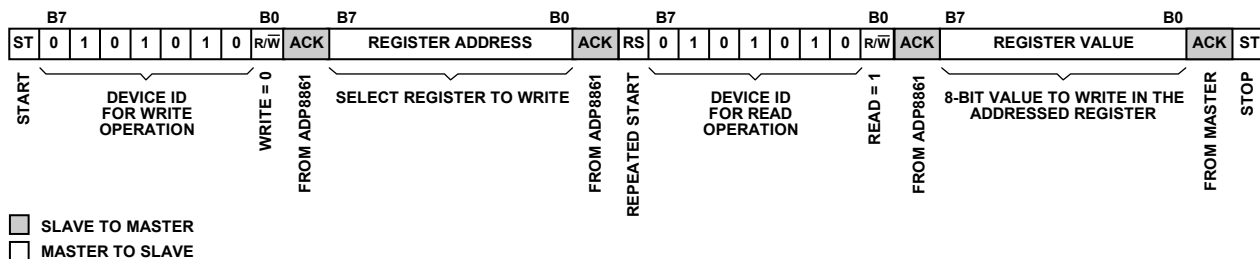 B7 B0 B7 B0 B7 B0 B7 B0
ST 0 1 0 1 0 1 0 R/W̅ ACK REGISTER ADDRESS ACK RS 0 1 0 1 0 1 0 R/W̅ ACK REGISTER VALUE ACK ST
START
DEVICE ID
FOR WRITE
OPERATION
WRITE = 0
FROM ADP8861
SELECT REGISTER TO WRITE
FROM ADP8861
REPEATED START
DEVICE ID
FOR READ
OPERATION
READ = 1
FROM ADP8861
8-BIT VALUE TO WRITE IN THE
ADDRESSED REGISTER
FROM MASTER
STOP
SLAVE TO MASTER
MASTER TO SLAVE